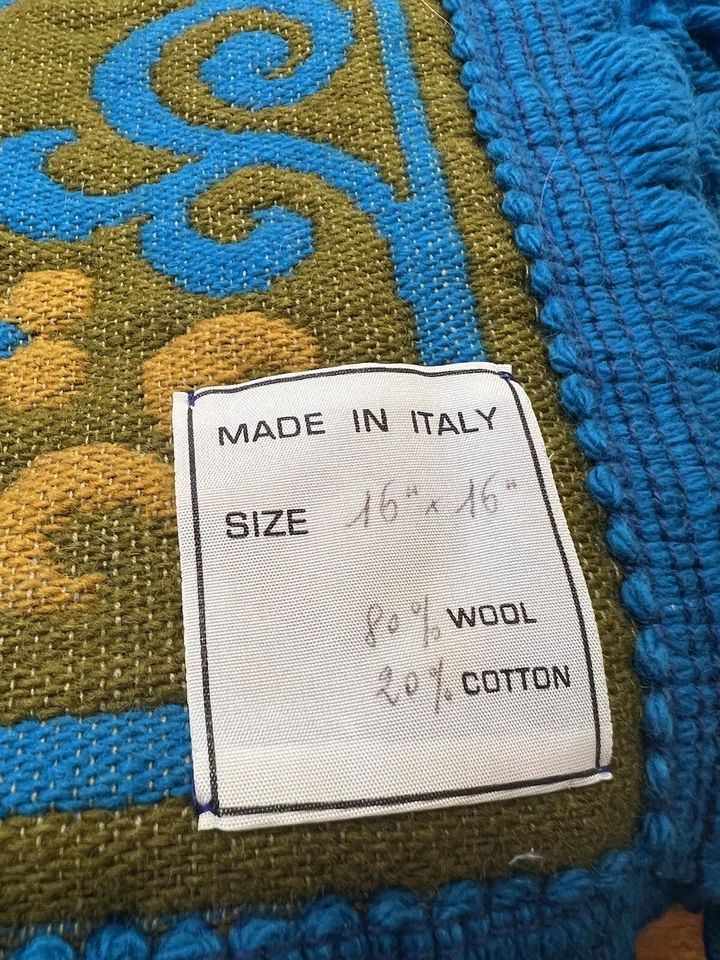 MADE IN ITALY
SIZE 16" x 16"
80% WOOL
20% COTTON